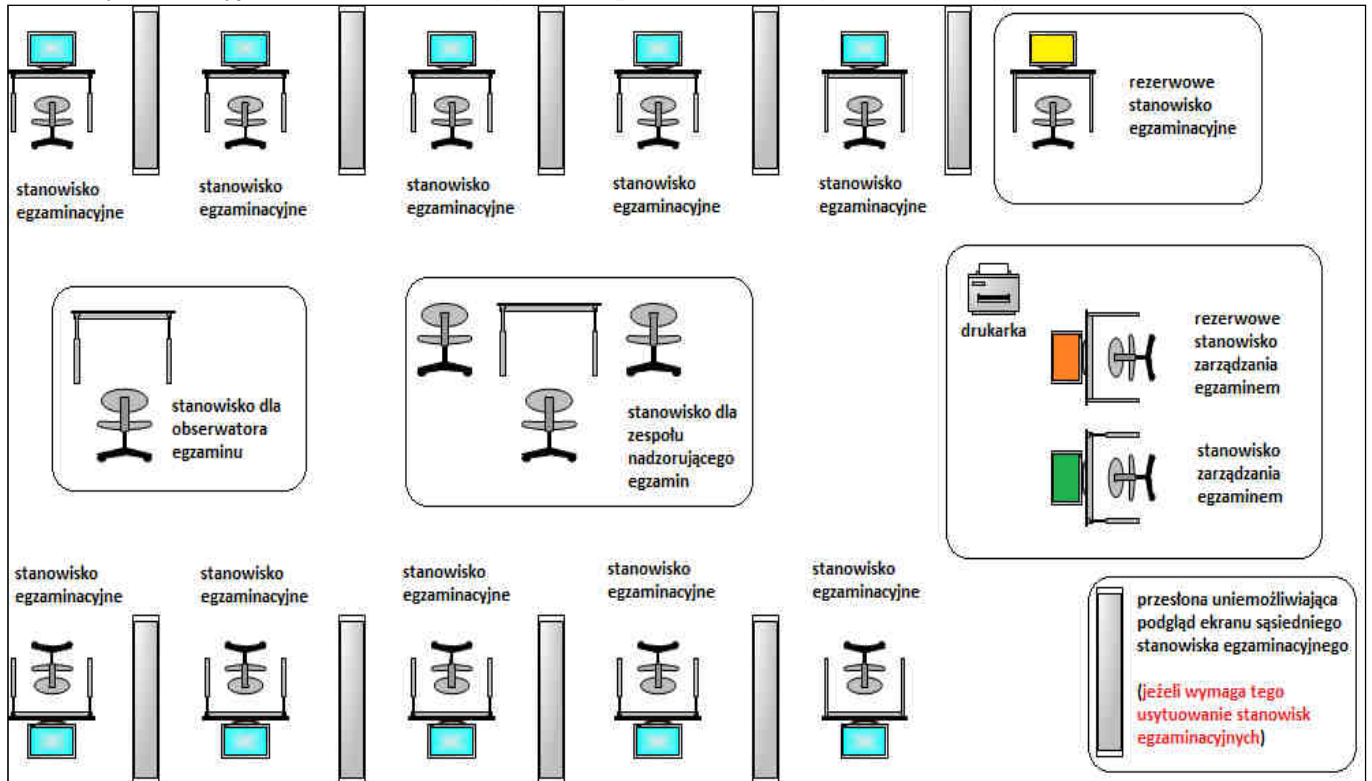 rezerwowe
stanowisko
egzaminacyjne
stanowisko
egzaminacyjne
stanowisko
egzaminacyjne
stanowisko
egzaminacyjne
stanowisko
egzaminacyjne
stanowisko
egzaminacyjne
drukarka
rezerwowe
stanowisko
zarządzania
egzaminem
stanowisko dla
obserwatora
egzaminu
stanowisko dla
zespołu
nadzorującego
egzamin
stanowisko
zarządzania
egzaminem
stanowisko
egzaminacyjne
stanowisko
egzaminacyjne
stanowisko
egzaminacyjne
stanowisko
egzaminacyjne
stanowisko
egzaminacyjne
przesłona uniemożliwiająca
podgląd ekranu sąsiedniego
stanowiska egzaminacyjnego
(jeżeli wymaga tego
usytuowanie stanowisk
egzaminacyjnych)